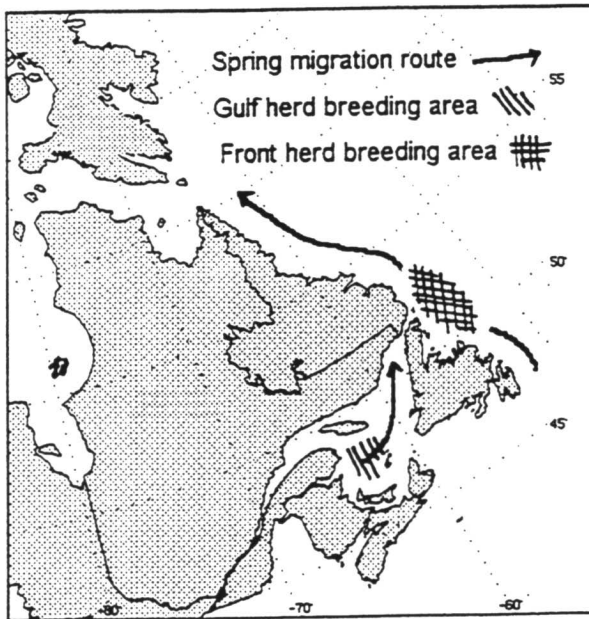 Spring migration route
Gulf herd breeding area
Front herd breeding area
55
50
45
-80
-70
-60